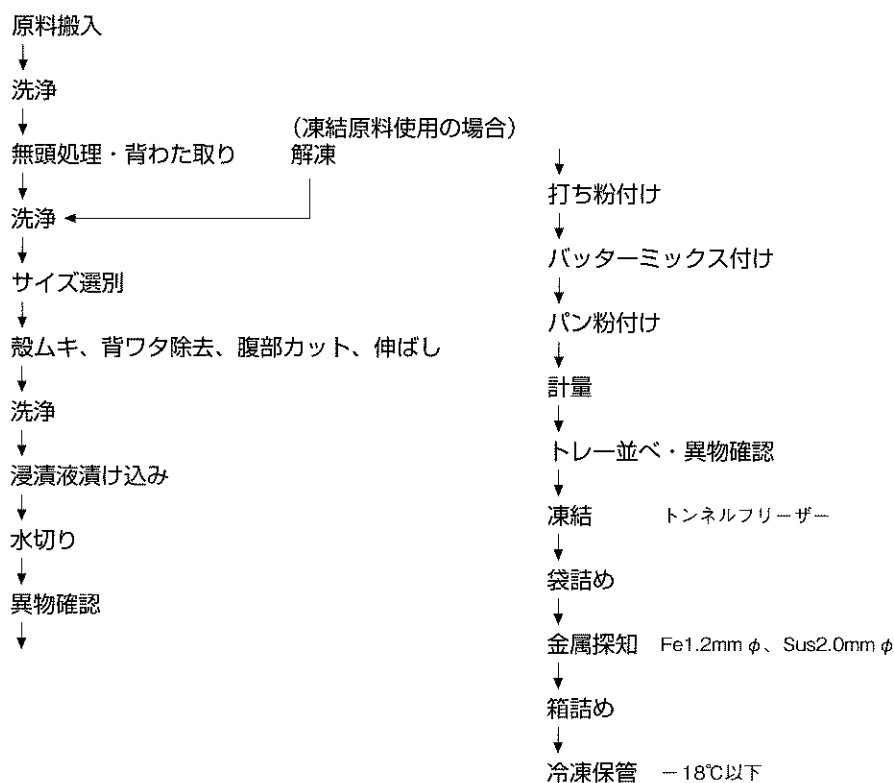 原料搬入
洗浄
無頭処理・背わた取り
(凍結原料使用の場合)
解凍
洗浄
サイズ選別
殻ムキ、背ワタ除去、腹部カット、伸ばし
洗浄
浸漬液漬け込み
水切り
異物確認
打ち粉付け
バッターミックス付け
パン粉付け
計量
トレー並べ・異物確認
凍結 トンネルフリーザー
袋詰め
金属探知 Fe1.2mmφ、Sus2.0mmφ
箱詰め
冷凍保管 −18℃以下